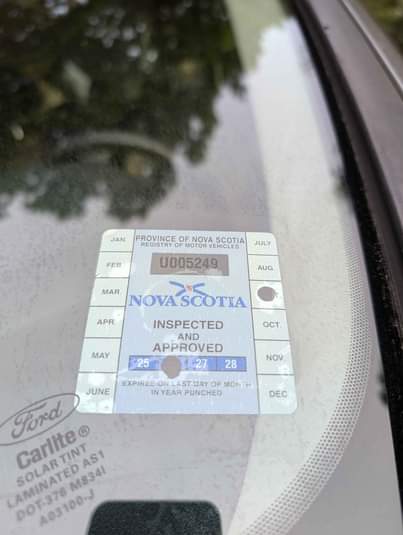 PROVINCE OF NOVA SCOTIA
REGISTRY OF MOTOR VEHICLES
U005249
NOVA SCOTIA
INSPECTED
AND
APPROVED
25 27 28
EXPIRES ON LAST DAY OF MONTH
IN YEAR PUNCHED
JAN
FEB
MAR
APR
MAY
JUNE
JULY
AUG
OCT
NOV
DEC
Ford
Carlite®
SOLAR TINT
LAMINATED AS1
DOT-376 M834I
A03100-J